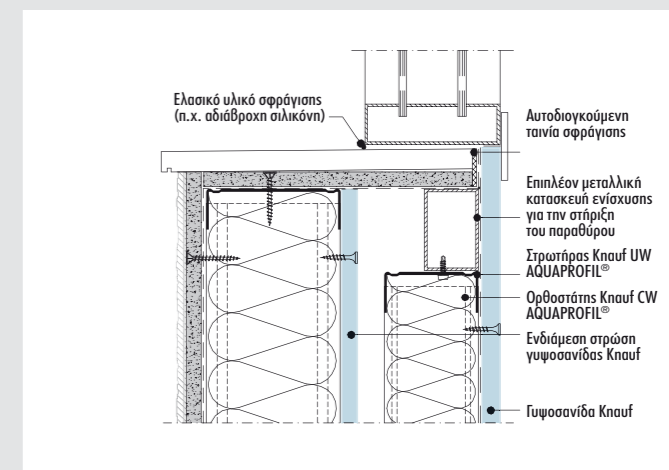 Ελασικό υλικό σφράγισης
(π.χ. αδιάβροχη σιλικόνη)
Αυτοδιογκούμενη
ταινία σφράγισης
Επιπλέον μεταλλική
κατασκευή ενίσχυσης
για την στήριξη
του παραθύρου
Στρωτήρας Knauf UW
AQUAPROFIL®
Ορθοστάτης Knauf CW
AQUAPROFIL®
Ενδιάμεση στρώση
γυψοσανίδας Knauf
Γυψοσανίδα Knauf